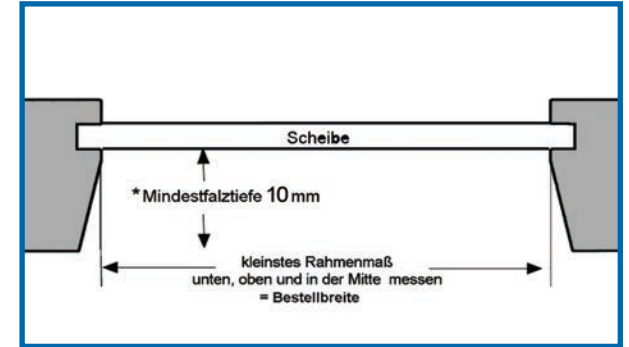 Scheibe
*Mindestfalztiefe 10 mm
kleinstes Rahmenmaß
unten, oben und in der Mitte messen
= Bestellbreite